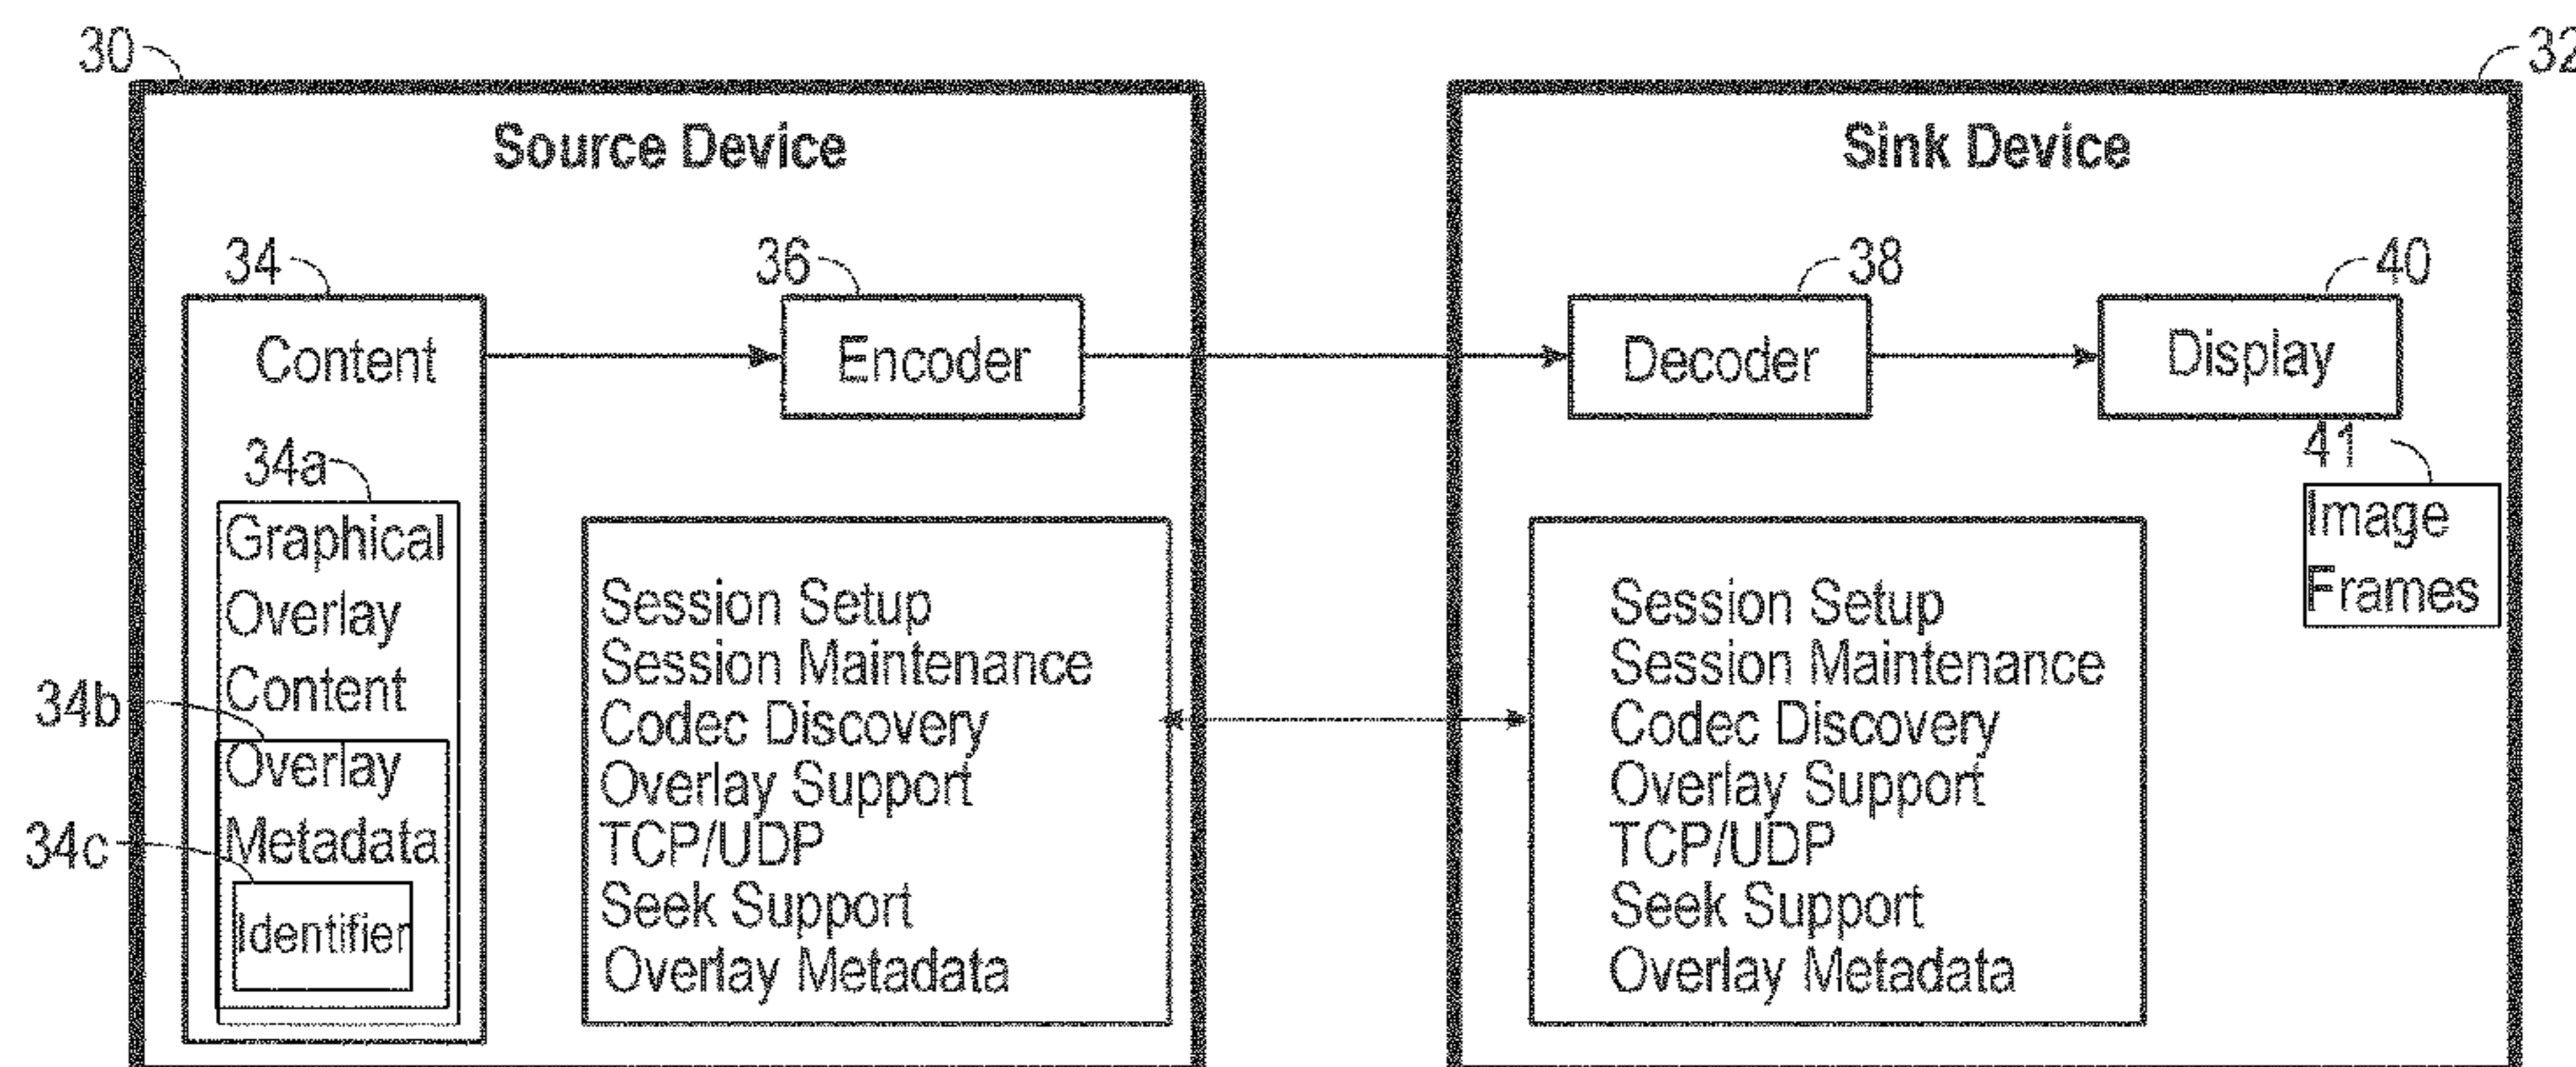 30
32
Source Device
Sink Device
34
36
38
40
Content
Encoder
Decoder
Display
34a
41
Graphical
Overlay
Content
34b
Overlay
Metadata
34c
Identifier
Session Setup
Session Maintenance
Codec Discovery
Overlay Support
TCP/UDP
Seek Support
Overlay Metadata
Session Setup
Session Maintenance
Codec Discovery
Overlay Support
TCP/UDP
Seek Support
Overlay Metadata
Image
Frames